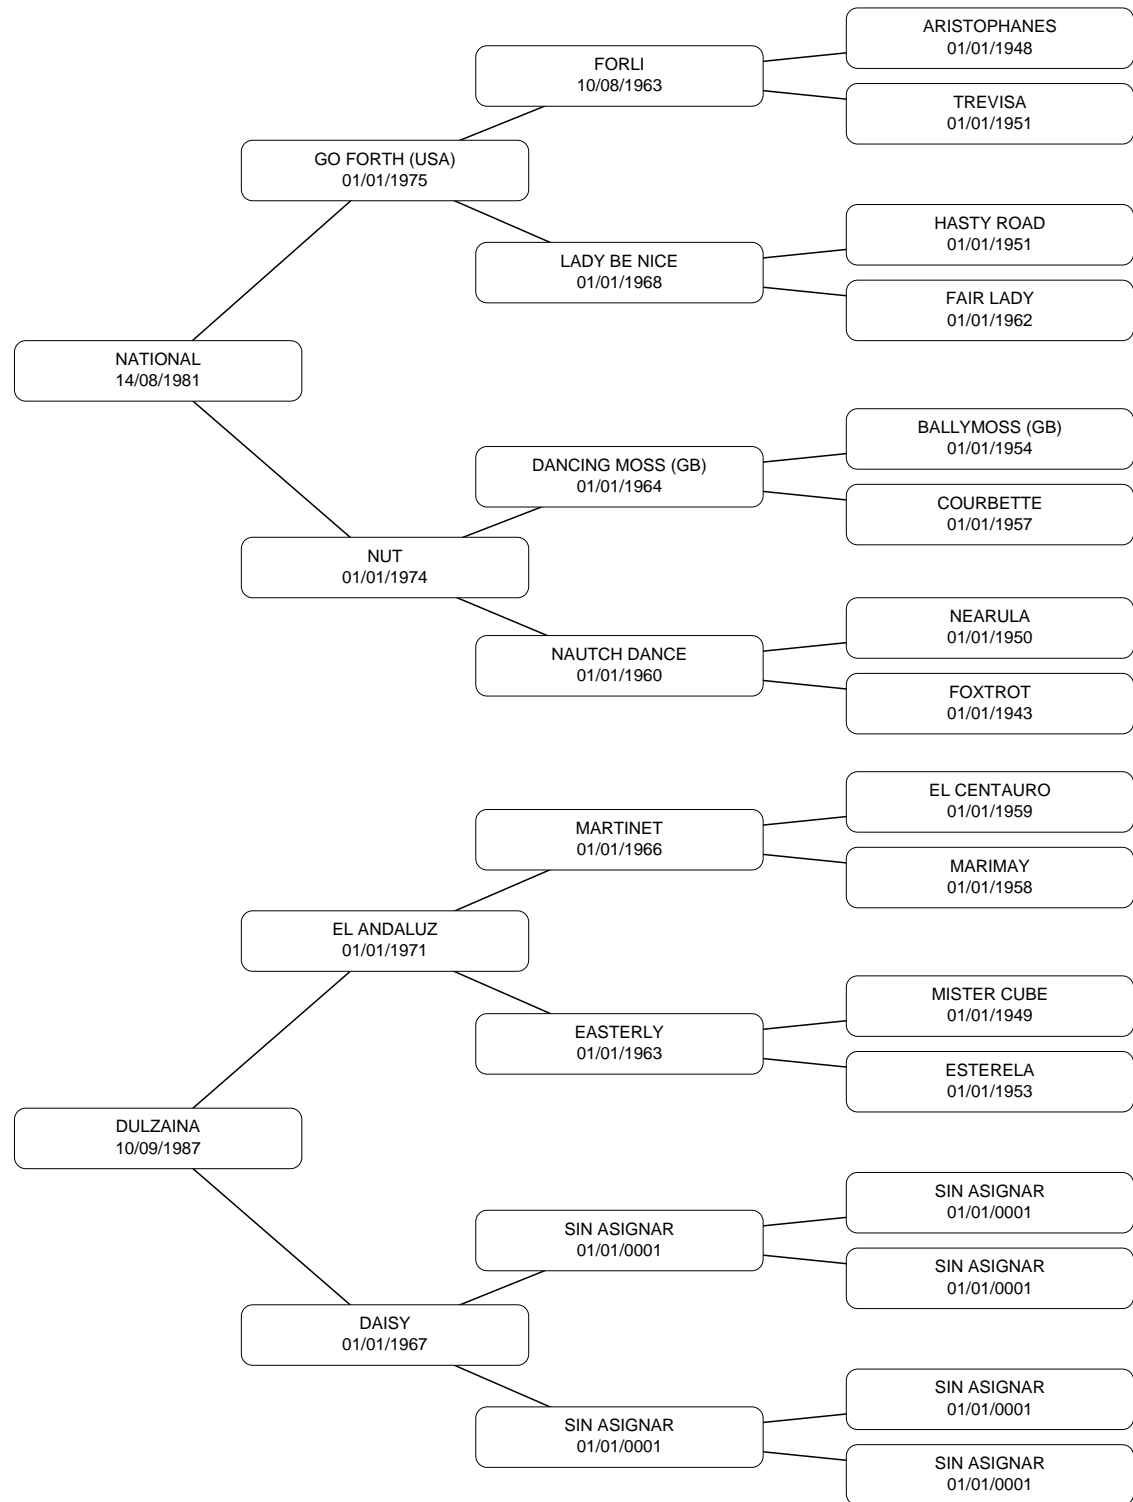 ARISTOPHANES
01/01/1948
FORLI
10/08/1963
TREVISA
01/01/1951
GO FORTH (USA)
01/01/1975
HASTY ROAD
01/01/1951
LADY BE NICE
01/01/1968
FAIR LADY
01/01/1962
NATIONAL
14/08/1981
BALLYMOSS (GB)
01/01/1954
DANCING MOSS (GB)
01/01/1964
COURBETTE
01/01/1957
NUT
01/01/1974
NEARULA
01/01/1950
NAUTCH DANCE
01/01/1960
FOXTROT
01/01/1943
EL CENTAURO
01/01/1959
MARTINET
01/01/1966
MARIMAY
01/01/1958
EL ANDALUZ
01/01/1971
MISTER CUBE
01/01/1949
EASTERLY
01/01/1963
ESTERELA
01/01/1953
DULZAINA
10/09/1987
SIN ASIGNAR
01/01/0001
SIN ASIGNAR
01/01/0001
SIN ASIGNAR
01/01/0001
DAISY
01/01/1967
SIN ASIGNAR
01/01/0001
SIN ASIGNAR
01/01/0001
SIN ASIGNAR
01/01/0001